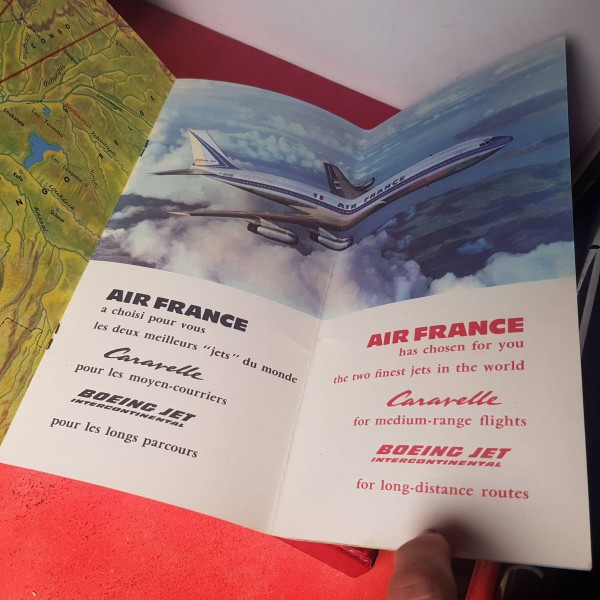 AIR FRANCE
AIR FRANCE
a choisi pour vous
les deux meilleurs "jets" du monde
Caravelle
pour les moyen-courriers
BOEING JET
INTERCONTINENTAL
pour les longs parcours
AIR FRANCE
has chosen for you
the two finest jets in the world
Caravelle
for medium-range flights
BOEING JET
INTERCONTINENTAL
for long-distance routes